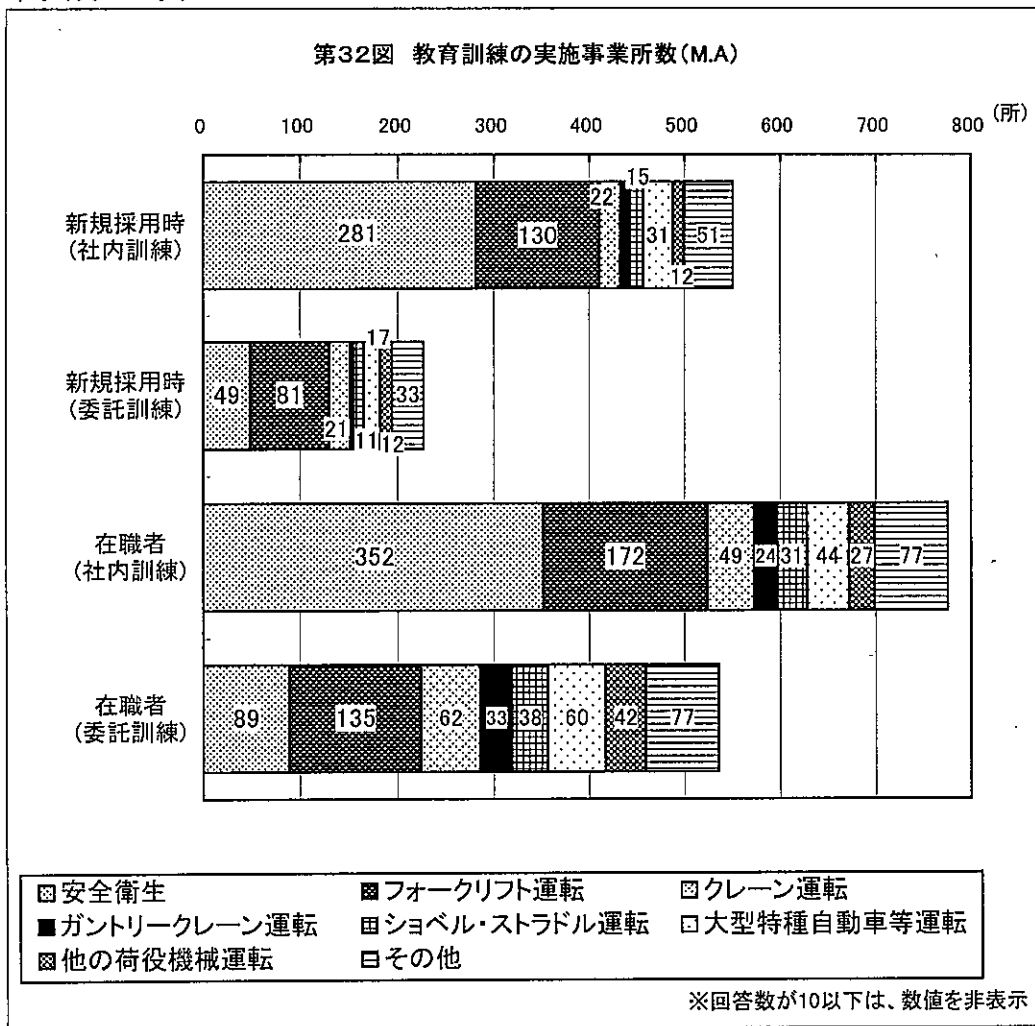 第32図 教育訓練の実施事業所数(M.A)
0 100 200 300 400 500 600 700 800 (所)
新規採用時
(社内訓練)
281 130 22 15 31 12 51
新規採用時
(委託訓練)
49 81 21 11 17 12 33
在職者
(社内訓練)
352 172 49 24 31 44 27 77
在職者
(委託訓練)
89 135 62 33 38 60 42 77
安全衛生 フォークリフト運転 クレーン運転
ガントリークレーン運転 ショベル・ストラドル運転 大型特種自動車等運転
他の荷役機械運転 その他
※回答数が10以下は、数値を非表示